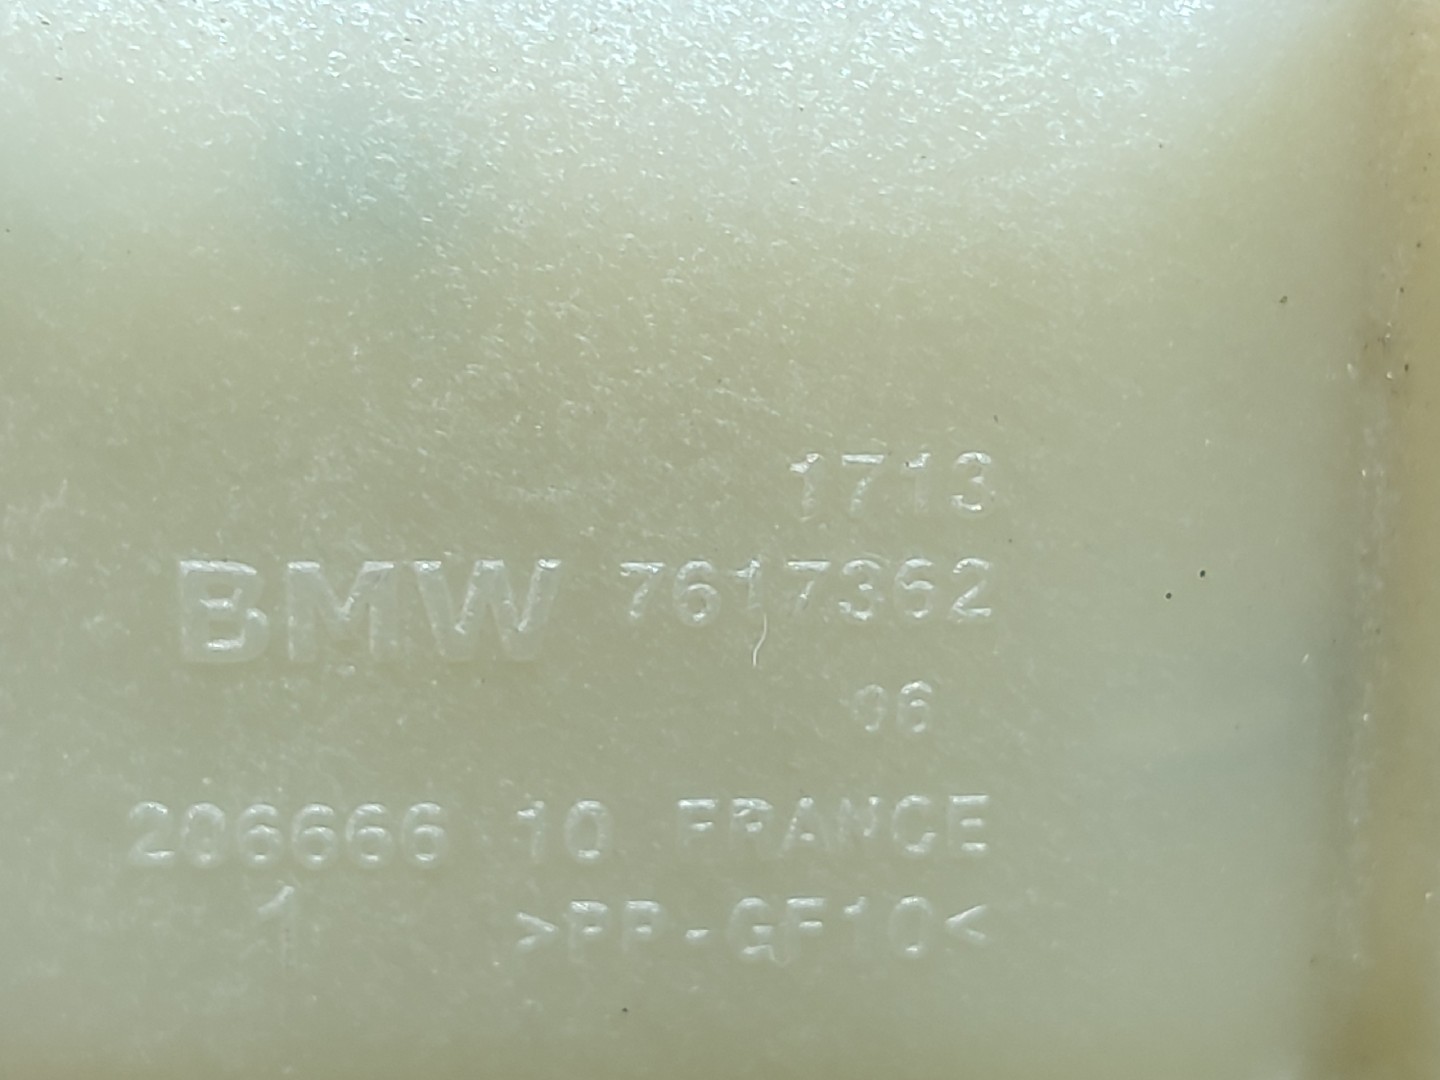 1713
BMW 7617362
06
206666 10 FRANCE
1 >PP-GF10<